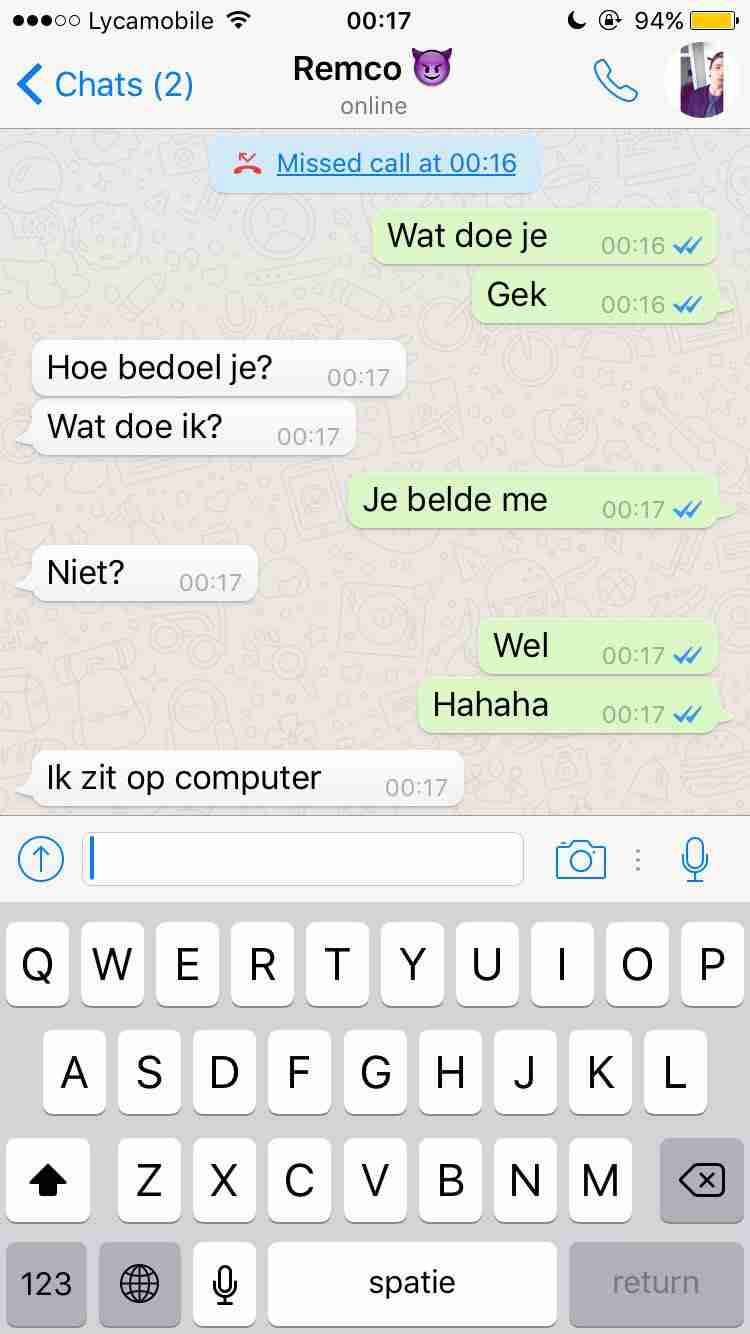 Lycamobile 00:17 94%
Chats (2) Remco 😈
online
Missed call at 00:16
Wat doe je 00:16
Gek 00:16
Hoe bedoel je? 00:17
Wat doe ik? 00:17
Je belde me 00:17
Niet? 00:17
Wel 00:17
Hahaha 00:17
Ik zit op computer 00:17
Q W E R T Y U I O P
A S D F G H J K L
Z X C V B N M
123 spatie return